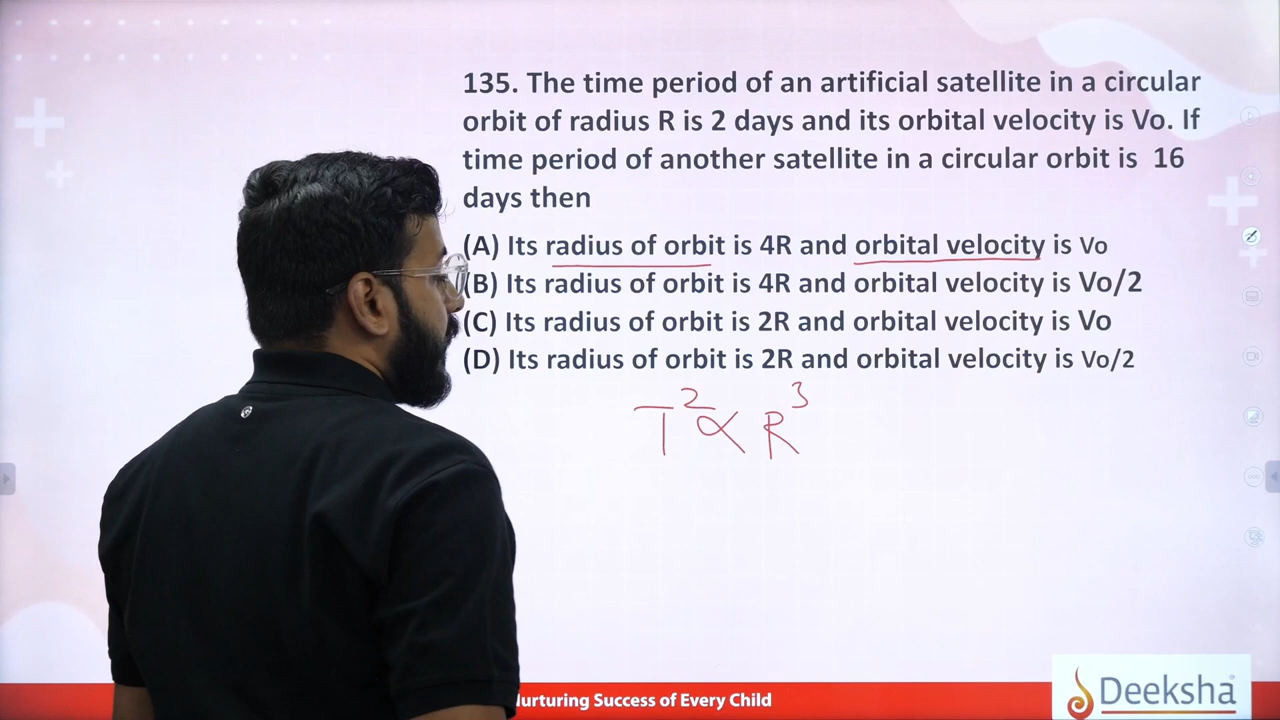 135. The time period of an artificial satellite in a circular
orbit of radius R is 2 days and its orbital velocity is Vo. If
time period of another satellite in a circular orbit is 16
days then
(A) Its radius of orbit is 4R and orbital velocity is Vo
(B) Its radius of orbit is 4R and orbital velocity is Vo/2
(C) Its radius of orbit is 2R and orbital velocity is Vo
(D) Its radius of orbit is 2R and orbital velocity is Vo/2
T² ∝ R³
urturing Success of Every Child
Deeksha